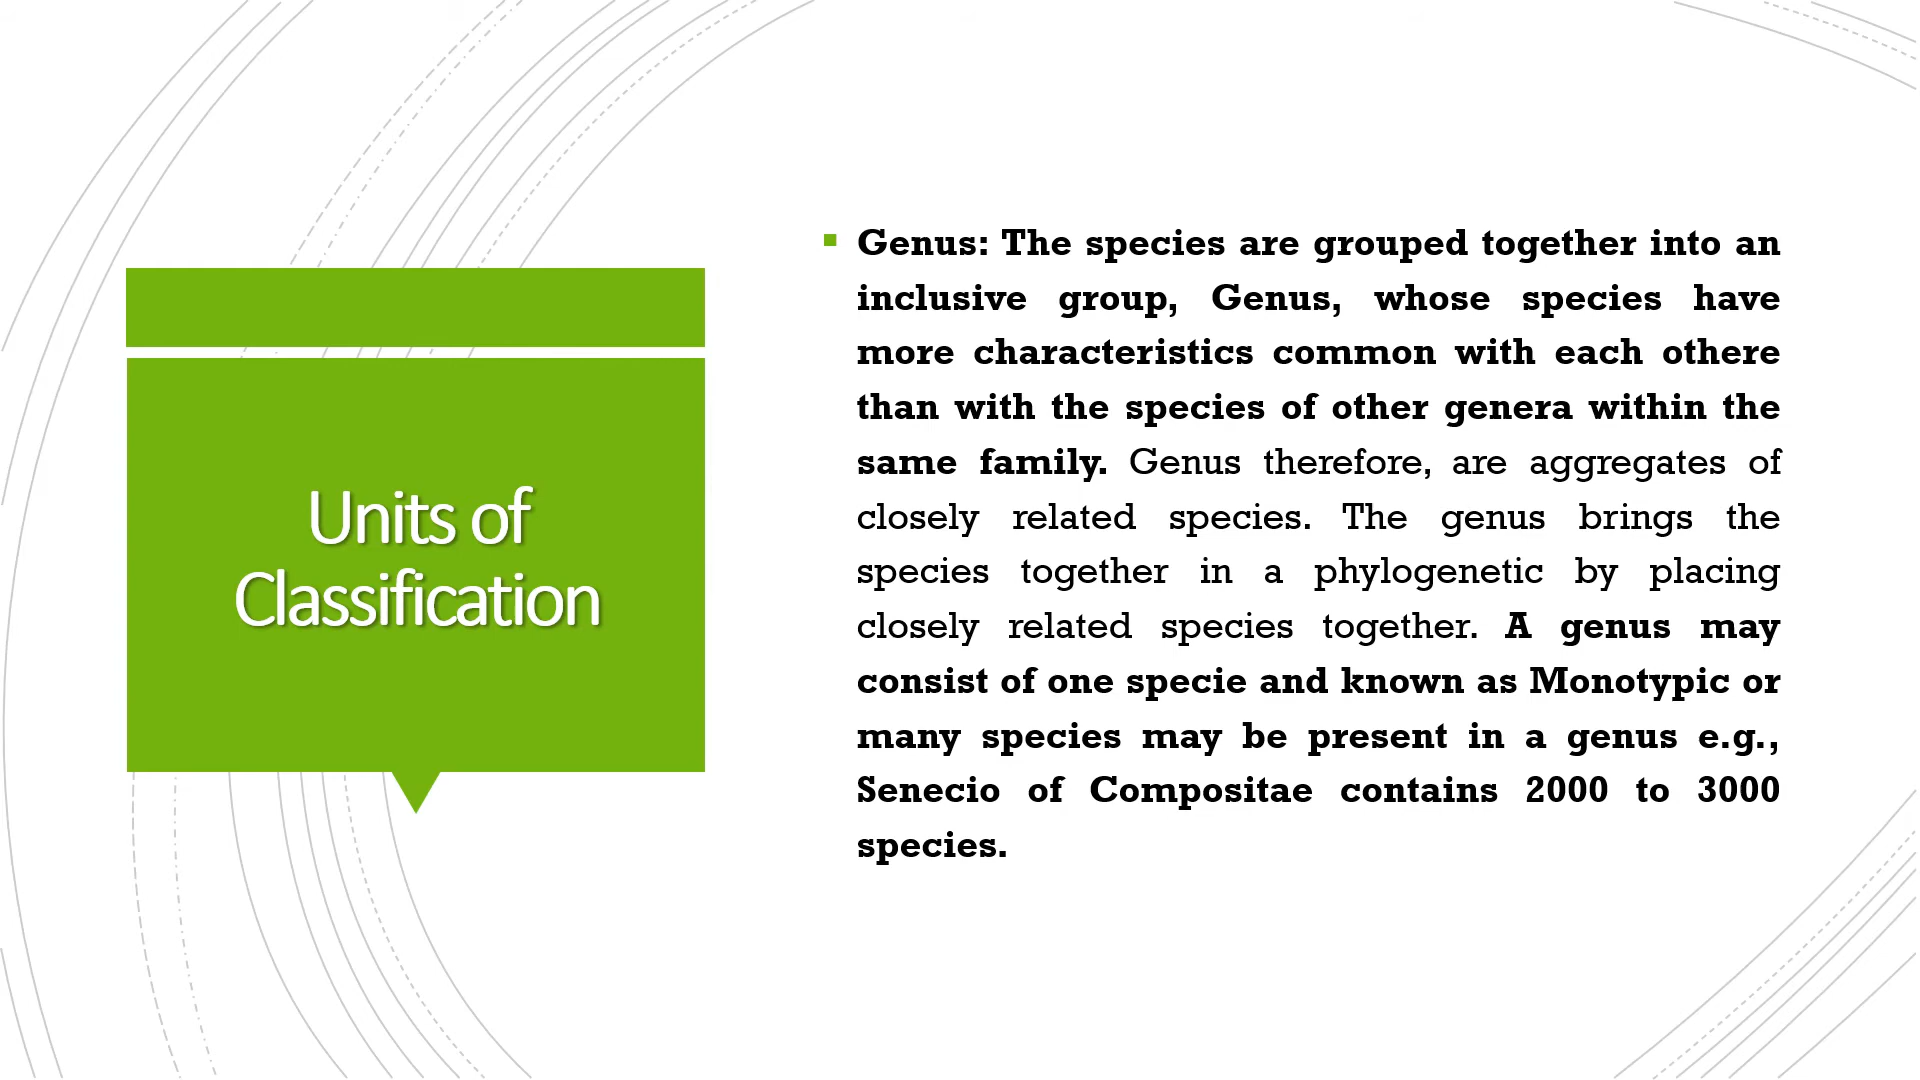 Units of
Classification
Genus: The species are grouped together into an
inclusive group, Genus, whose species have
more characteristics common with each othere
than with the species of other genera within the
same family. Genus therefore, are aggregates of
closely related species. The genus brings the
species together in a phylogenetic by placing
closely related species together. A genus may
consist of one specie and known as Monotypic or
many species may be present in a genus e.g.,
Senecio of Compositae contains 2000 to 3000
species.